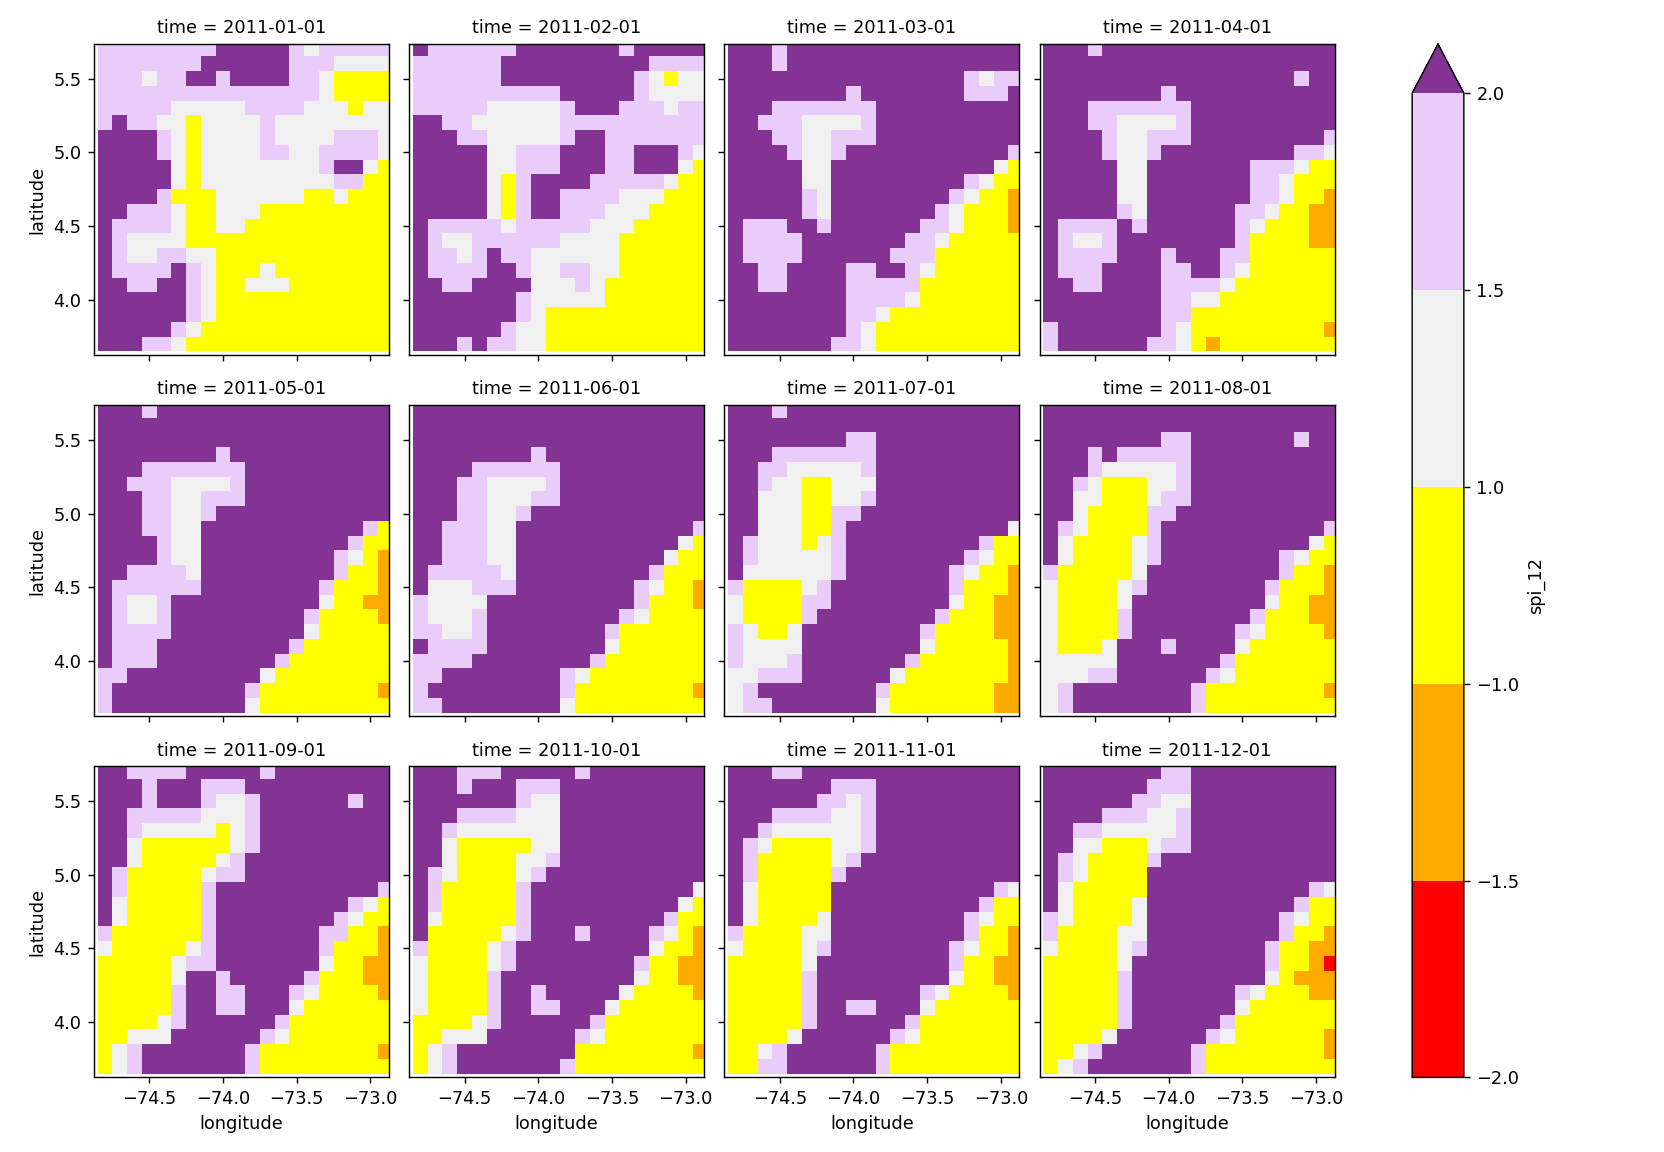 time = 2011-01-01
time = 2011-02-01
time = 2011-03-01
time = 2011-04-01
latitude
5.5
5.0
4.5
4.0
time = 2011-05-01
time = 2011-06-01
time = 2011-07-01
time = 2011-08-01
latitude
5.5
5.0
4.5
4.0
time = 2011-09-01
time = 2011-10-01
time = 2011-11-01
time = 2011-12-01
latitude
5.5
5.0
4.5
4.0
−74.5 −74.0 −73.5 −73.0
longitude
−74.5 −74.0 −73.5 −73.0
longitude
−74.5 −74.0 −73.5 −73.0
longitude
−74.5 −74.0 −73.5 −73.0
longitude
2.0
1.5
1.0
−1.0
−1.5
−2.0
spi_12